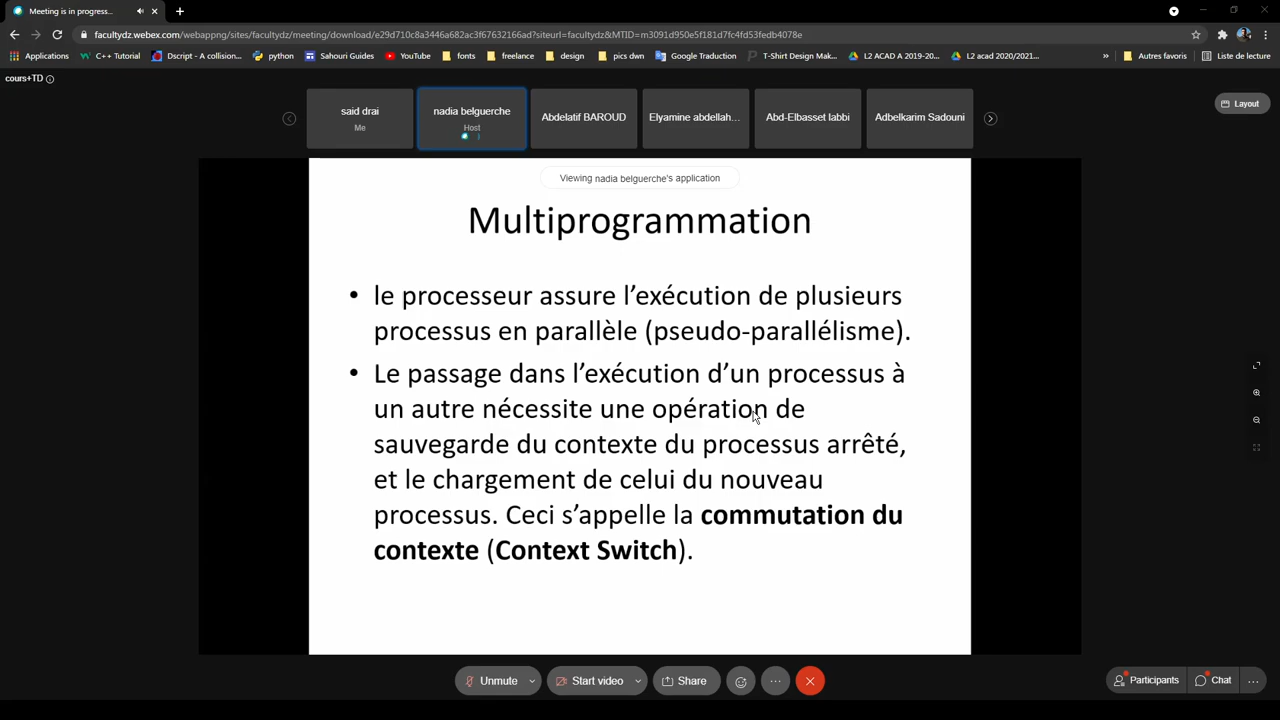 Meeting is in progress...
facultydz.webex.com/webappng/sites/facultydz/meeting/download/e29d710c8a3446a682ac3f67632166ad?siteurl=facultydz&MTID=m3091d950e5f181d7fc4fd53fedb4078e
Applications C++ Tutorial Dscript - A collision... python Sahouri Guides YouTube fonts freelance design pics dwn Google Traduction T-Shirt Design Mak... L2 ACAD A 2019-20... L2 acad 2020/2021... » Autres favoris Liste de lecture
cours+TD
Layout
said drai
Me
nadia belguerche
Host
Abdelatif BAROUD
Elyamine abdellah...
Abd-Elbasset labbi
Adbelkarim Sadouni
Viewing nadia belguerche's application
Multiprogrammation
• le processeur assure l'exécution de plusieurs
processus en parallèle (pseudo-parallélisme).
• Le passage dans l'exécution d'un processus à
un autre nécessite une opération de
sauvegarde du contexte du processus arrêté,
et le chargement de celui du nouveau
processus. Ceci s'appelle la commutation du
contexte (Context Switch).
Unmute Start video Share Participants Chat